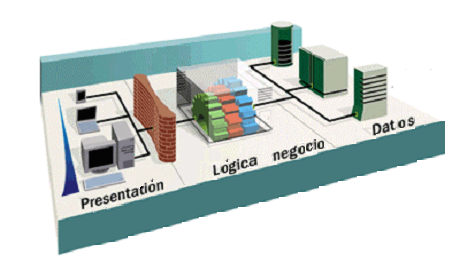 Presentación
Lógica negocio
Datos